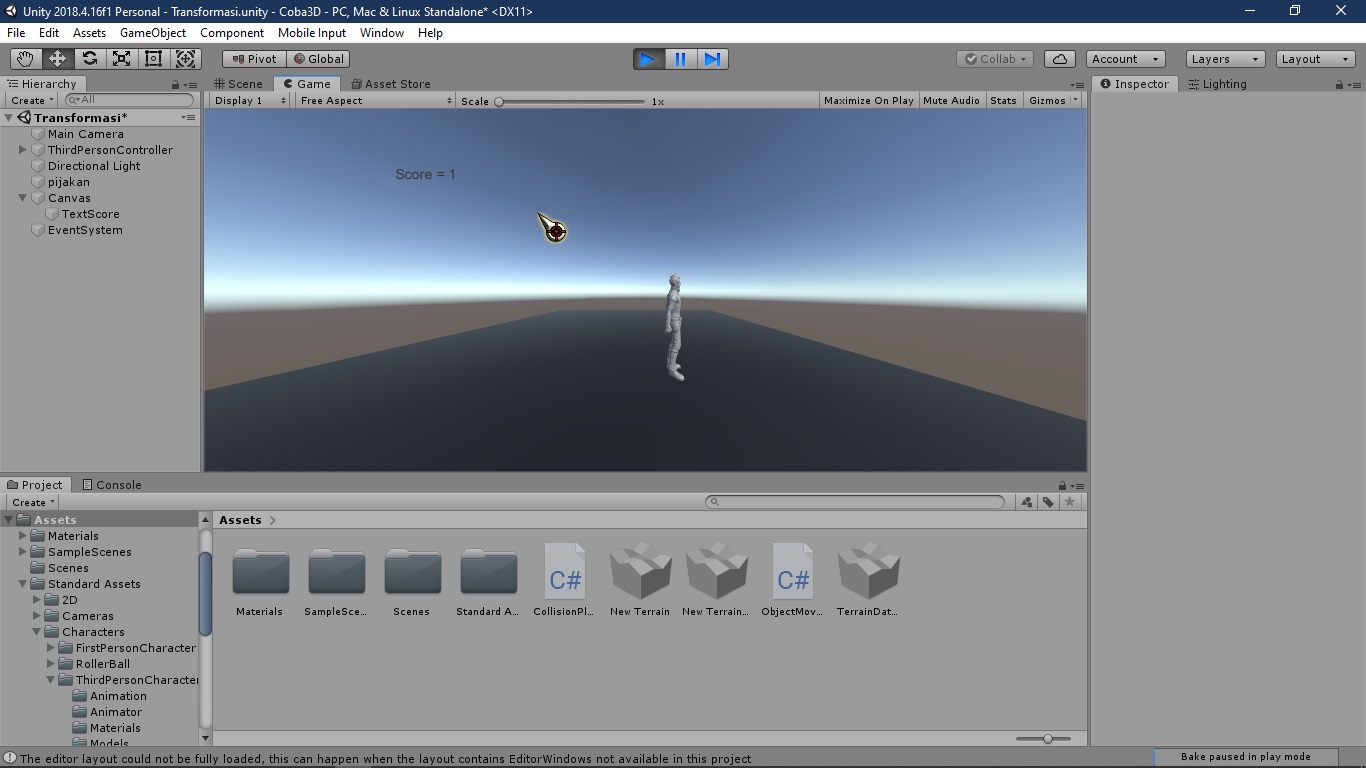 Unity 2018.4.16f1 Personal - Transformasi.unity - Coba3D - PC, Mac & Linux Standalone* <DX11>
File Edit Assets GameObject Component Mobile Input Window Help
Pivot Global Collab Account Layers Layout
Hierarchy Scene Game Asset Store Inspector Lighting
Create All Display 1 Free Aspect Scale 1x Maximize On Play Mute Audio Stats Gizmos
Transformasi*
Main Camera
ThirdPersonController
Directional Light
pijakan
Canvas
TextScore
EventSystem
Score = 1
Project Console
Create
Assets
Materials
SampleScenes
Scenes
Standard Assets
2D
Cameras
Characters
FirstPersonCharacter
RollerBall
ThirdPersonCharacter
Animation
Animator
Materials
Models
Assets
C# C#
Materials SampleSce... Scenes Standard A... CollisionPl... New Terrain New Terrain... ObjectMov... TerrainDat...
The editor layout could not be fully loaded, this can happen when the layout contains EditorWindows not available in this project
Bake paused in play mode